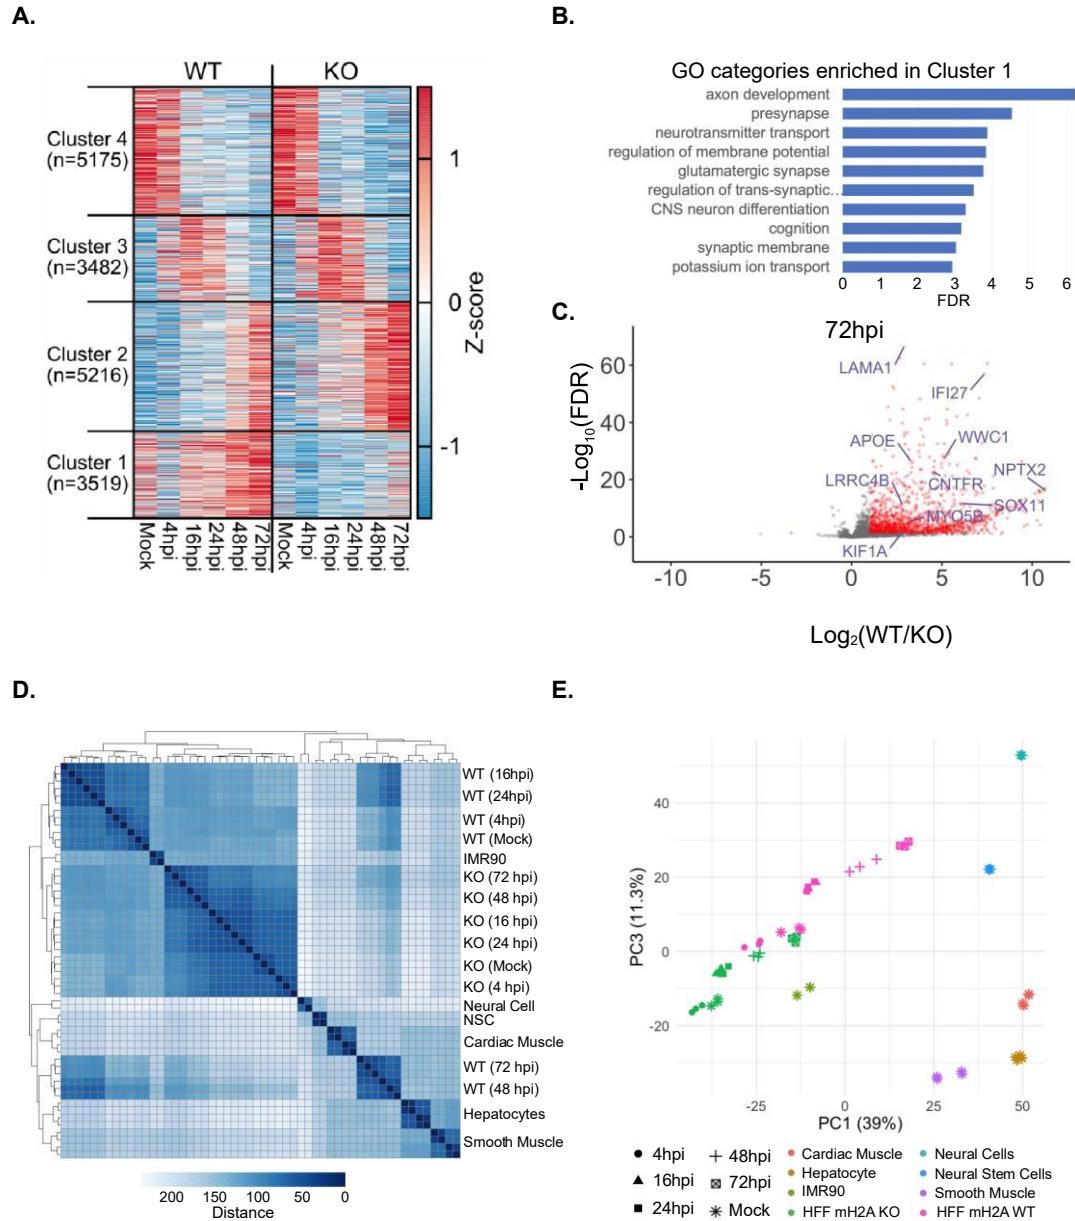 A.
WT KO
Cluster 4
(n=5175)
Cluster 3
(n=3482)
Cluster 2
(n=5216)
Cluster 1
(n=3519)
Mock 4hpi 16hpi 24hpi 48hpi 72hpi Mock 4hpi 16hpi 24hpi 48hpi 72hpi
1
0
-1
Z-score
B.
GO categories enriched in Cluster 1
axon development
presynapse
neurotransmitter transport
regulation of membrane potential
glutamatergic synapse
regulation of trans-synaptic...
CNS neuron differentiation
cognition
synaptic membrane
potassium ion transport
0 1 2 3 4 5 6
FDR
C.
72hpi
-Log10(FDR)
60
40
20
0
LAMA1
IFI27
APOE
WWC1
LRRC4B
CNTFR
NPTX2
SOX11
MYO5B
KIF1A
-10 -5 0 5 10
Log2(WT/KO)
D.
WT (16hpi)
WT (24hpi)
WT (4hpi)
WT (Mock)
IMR90
KO (72 hpi)
KO (48 hpi)
KO (16 hpi)
KO (24 hpi)
KO (Mock)
KO (4 hpi)
Neural Cell
NSC
Cardiac Muscle
WT (72 hpi)
WT (48 hpi)
Hepatocytes
Smooth Muscle
200 150 100 50 0
Distance
E.
PC3 (11.3%)
40
20
0
-20
-25 0 25 50
PC1 (39%)
4hpi
16hpi
24hpi
48hpi
72hpi
Mock
Cardiac Muscle
Hepatocyte
IMR90
HFF mH2A KO
Neural Cells
Neural Stem Cells
Smooth Muscle
HFF mH2A WT